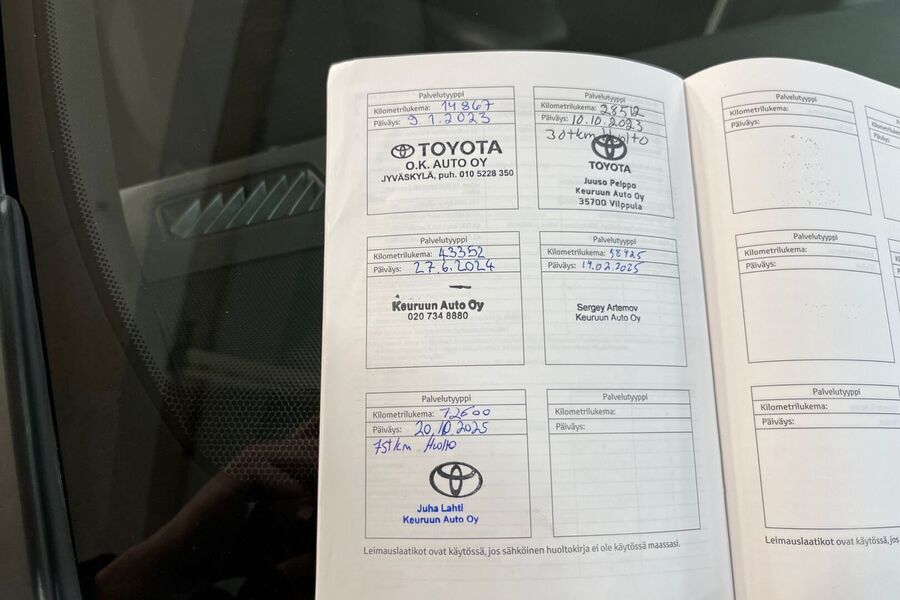 Palvelutyyppi
Kilometrilukema: 14867
Päiväys: 9 1.2023
TOYOTA
O.K. AUTO OY
JYVÄSKYLÄ, puh. 010 5228 350
Palvelutyyppi
Kilometrilukema: 28512
Päiväys: 10.10.2023
30tkm Huolto
TOYOTA
Juuso Pelppo
Keuruun Auto Oy
35700 Vilppula
Palvelutyyppi
Kilometrilukema: 43352
Päiväys: 27.6.2024
Keuruun Auto Oy
020 734 8880
Palvelutyyppi
Kilometrilukema: 58425
Päiväys: 14.02.2025
Sergey Artemov
Keuruun Auto Oy
Palvelutyyppi
Kilometrilukema: 72600
Päiväys: 20.10.2025
75tkm Huolto
Juha Lahti
Keuruun Auto Oy
Palvelutyyppi
Kilometrilukema:
Päiväys:
Leimauslaatikot ovat käytössä, jos sähköinen huoltokirja ei ole käytössä maassasi.
Palvelutyyppi
Kilometrilukema:
Päiväys:
Palvelutyyppi
Kilometrilukema:
Päiväys:
Palvelutyyppi
Kilometrilukema:
Päiväys:
Leimauslaatikot ovat käytössä, jos